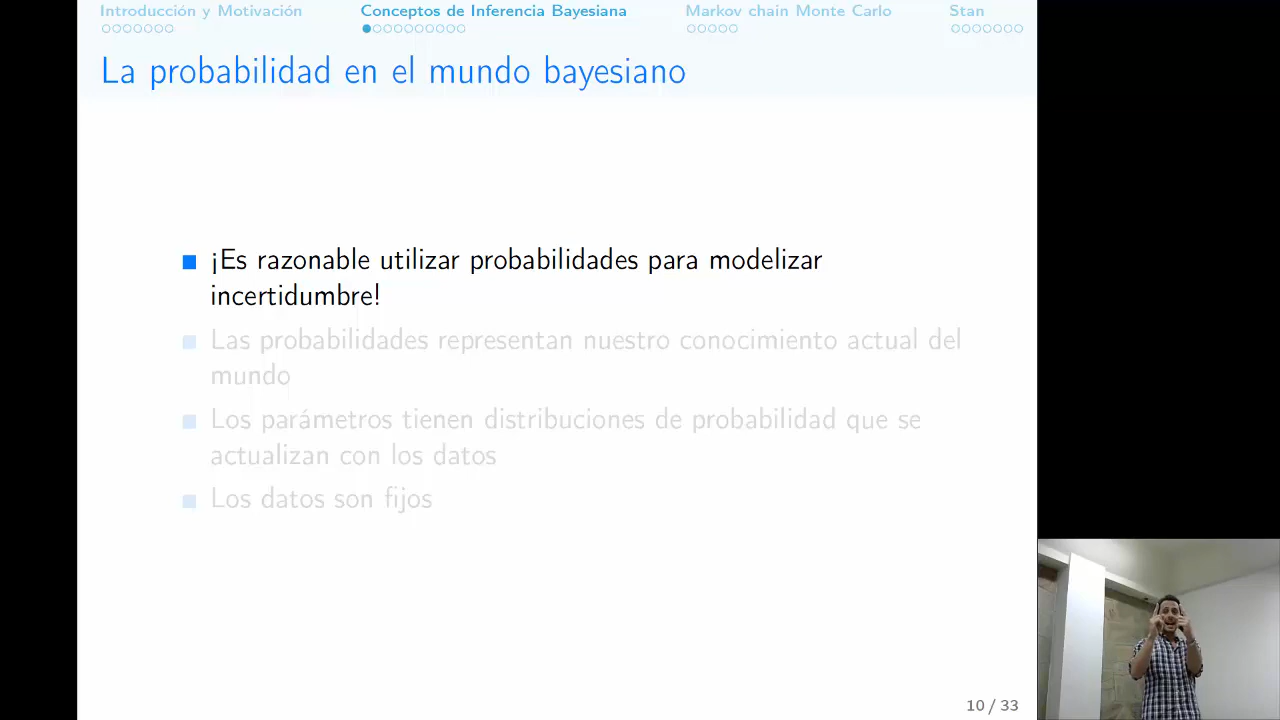 Introducción y Motivación Conceptos de Inferencia Bayesiana Markov chain Monte Carlo Stan
La probabilidad en el mundo bayesiano
¡Es razonable utilizar probabilidades para modelizar
incertidumbre!
Las probabilidades representan nuestro conocimiento actual del
mundo
Los parámetros tienen distribuciones de probabilidad que se
actualizan con los datos
Los datos son fijos
10 / 33